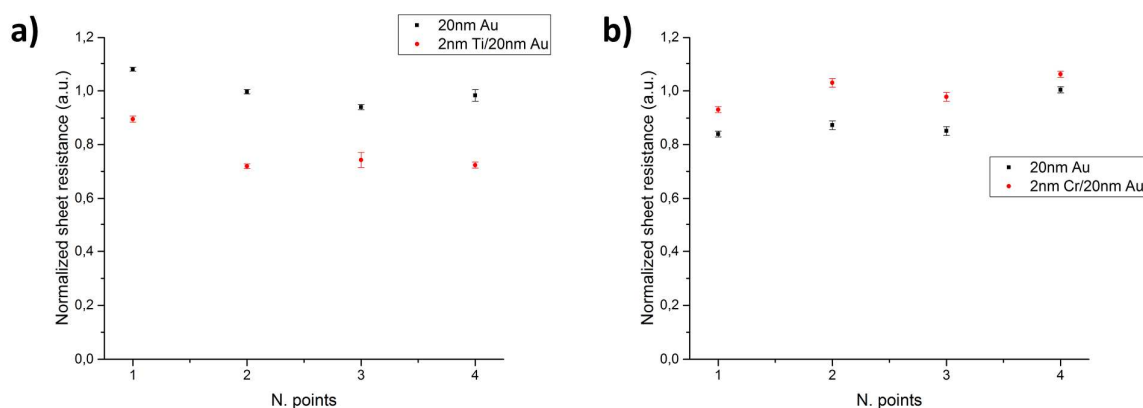 a)
20nm Au
2nm Ti/20nm Au
Normalized sheet resistance (a.u.)
1,2
1,0
0,8
0,6
0,4
0,2
0,0
1 2 3 4
N. points
b)
20nm Au
2nm Cr/20nm Au
Normalized sheet resistance (a.u.)
1,2
1,0
0,8
0,6
0,4
0,2
0,0
1 2 3 4
N. points